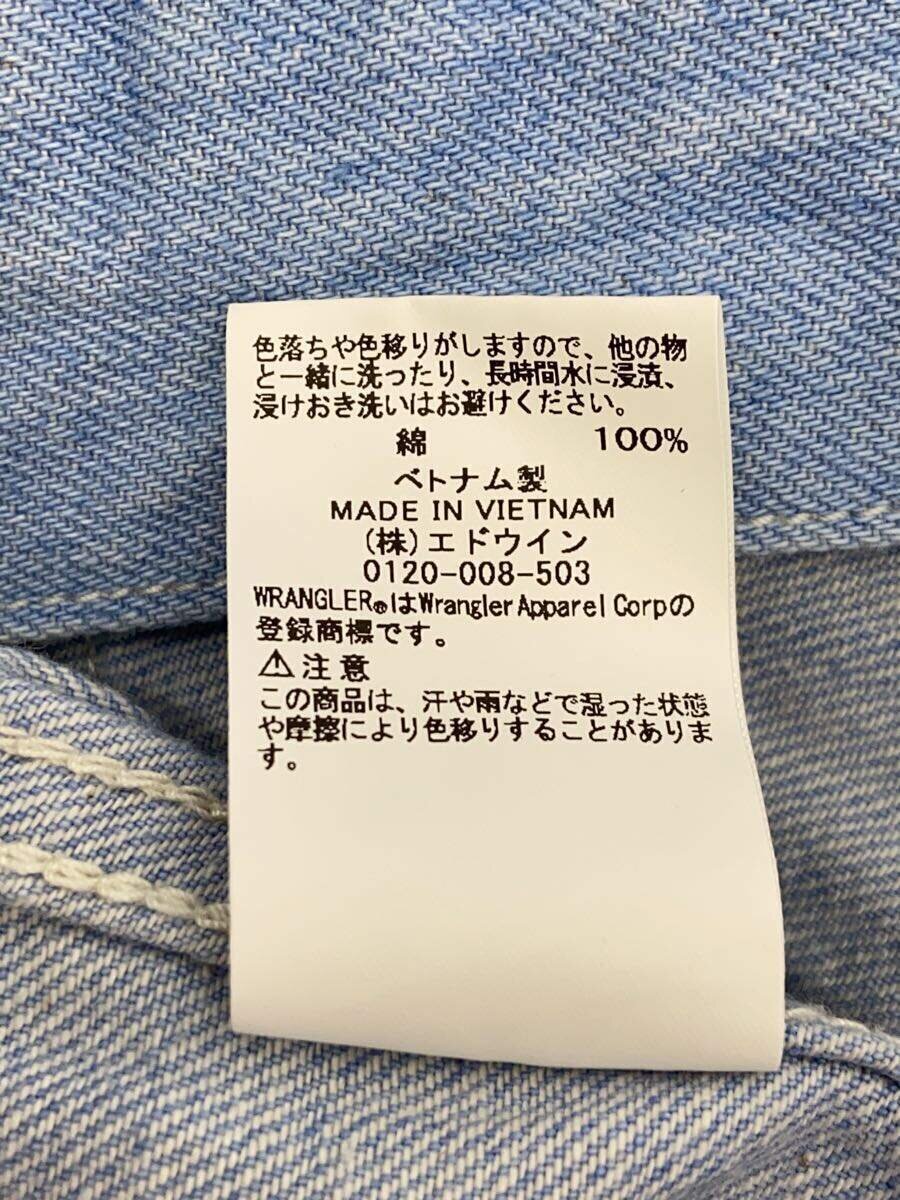 色落ちや色移りがしますので、他の物
と一緒に洗ったり、長時間水に浸漬、
浸けおき洗いはお避けください。
綿 100%
ベトナム製
MADE IN VIETNAM
(株)エドウイン
0120-008-503
WRANGLER®はWrangler Apparel Corpの
登録商標です。
⚠注意
この商品は、汗や雨などで湿った状態
や摩擦により色移りすることがありま
す。